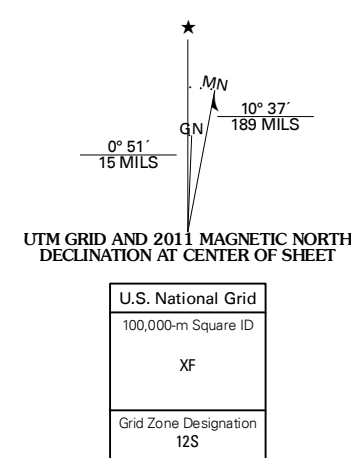 ★
MN
GN
10° 37´
189 MILS
0° 51´
15 MILS
UTM GRID AND 2011 MAGNETIC NORTH
DECLINATION AT CENTER OF SHEET
U.S. National Grid
100,000-m Square ID
XF
Grid Zone Designation
12S